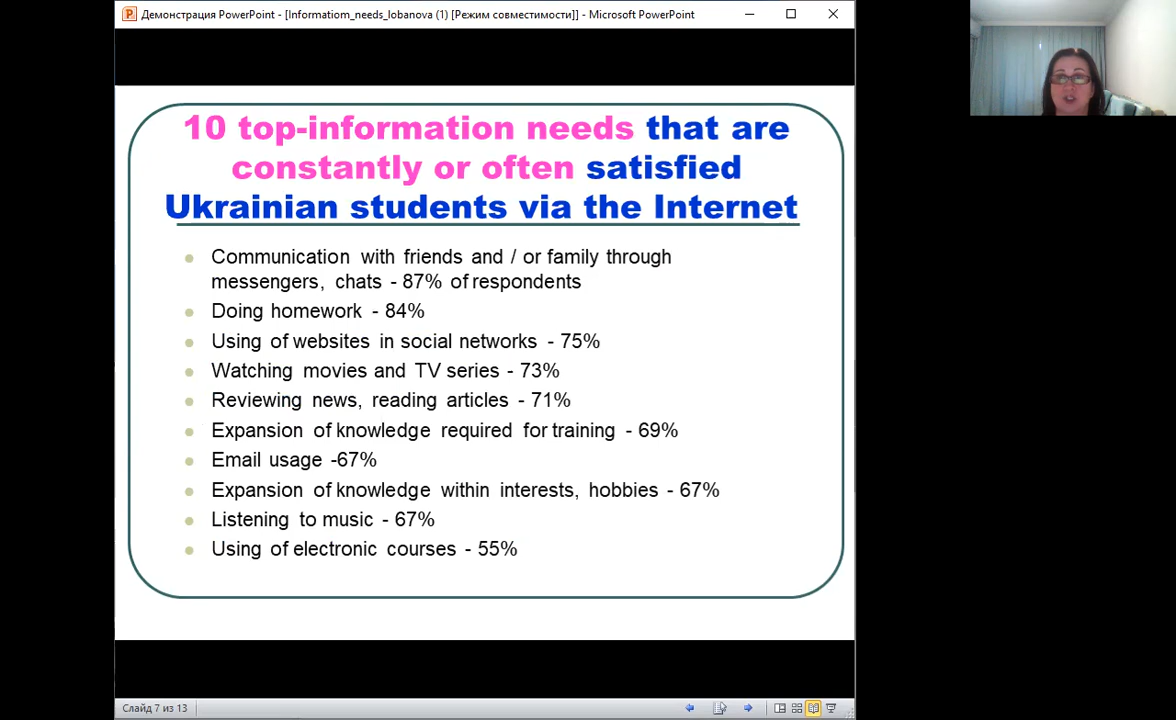 Демонстрация PowerPoint - [Informatiom_needs_lobanova (1) [Режим совместимости]] - Microsoft PowerPoint
10 top-information needs that are
constantly or often satisfied
Ukrainian students via the Internet
Communication with friends and / or family through
messengers, chats - 87% of respondents
Doing homework - 84%
Using of websites in social networks - 75%
Watching movies and TV series - 73%
Reviewing news, reading articles - 71%
Expansion of knowledge required for training - 69%
Email usage -67%
Expansion of knowledge within interests, hobbies - 67%
Listening to music - 67%
Using of electronic courses - 55%
Слайд 7 из 13